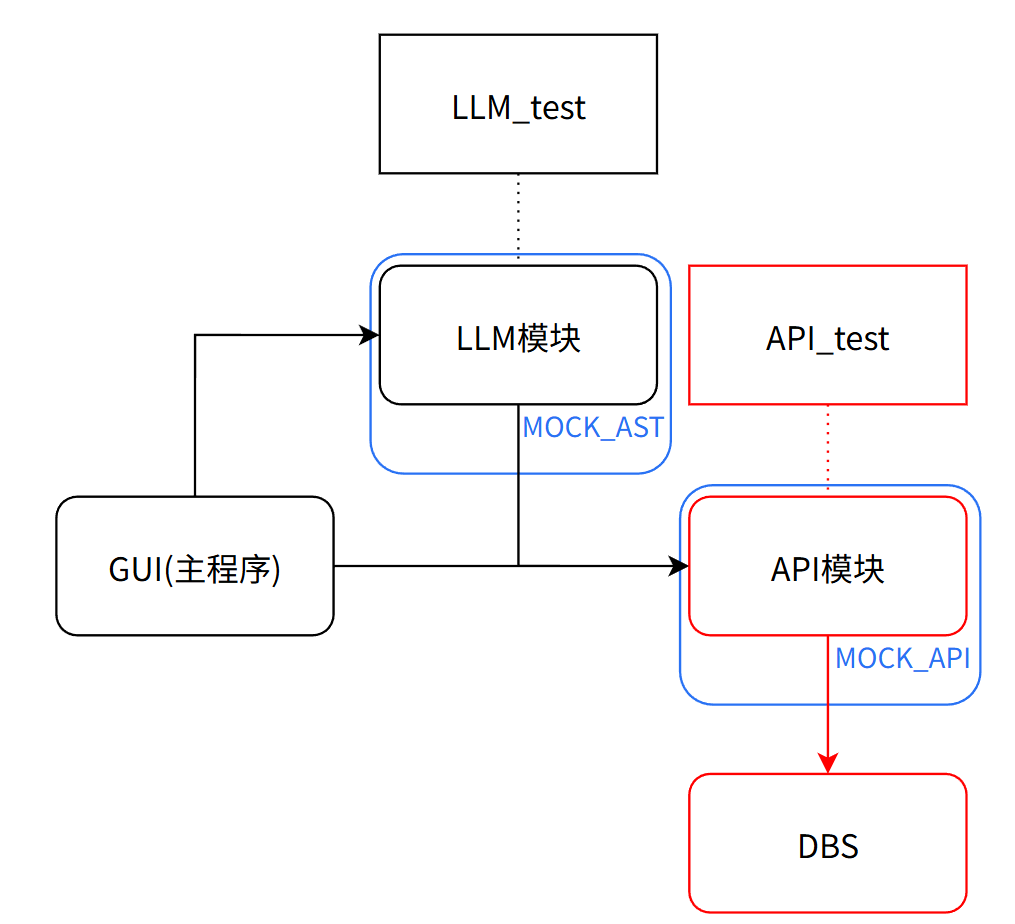 LLM_test
LLM模块
API_test
MOCK_AST
GUI(主程序)
API模块
MOCK_API
DBS